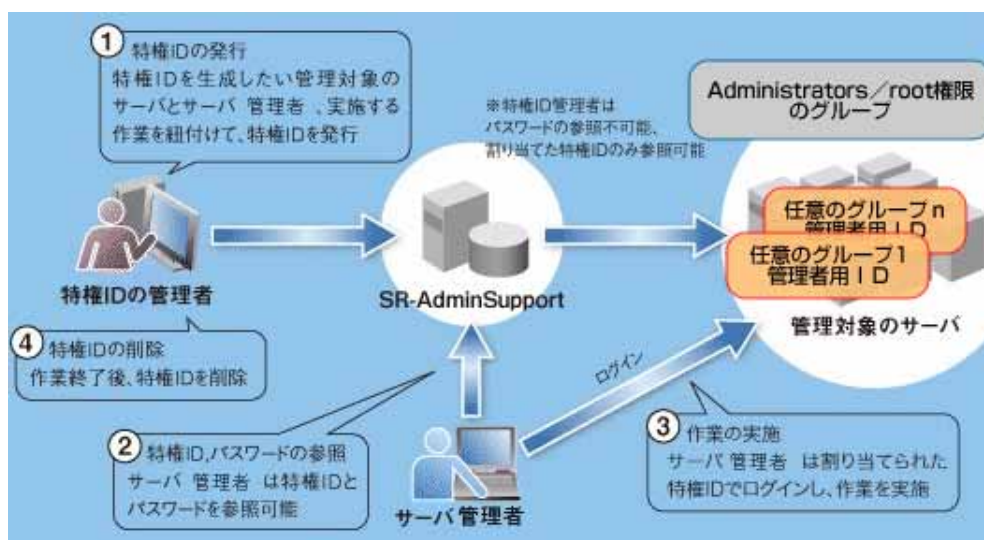 ① 特権IDの発行
特権IDを生成したい管理対象の
サーバとサーバ 管理者 、実施する
作業を紐付けて、特権IDを発行
※特権ID管理者は
パスワードの参照不可能、
割り当てた特権IDのみ参照可能
Administrators/root権限
のグループ
任意のグループn
管理者用ID
任意のグループ1
管理者用ID
特権IDの管理者
SR-AdminSupport
管理対象のサーバ
④ 特権IDの削除
作業終了後、特権IDを削除
ログイン
② 特権ID,パスワードの参照
サーバ 管理者 は特権IDと
パスワードを参照可能
サーバ 管理者
③ 作業の実施
サーバ 管理者 は割り当てられた
特権IDでログインし、作業を実施